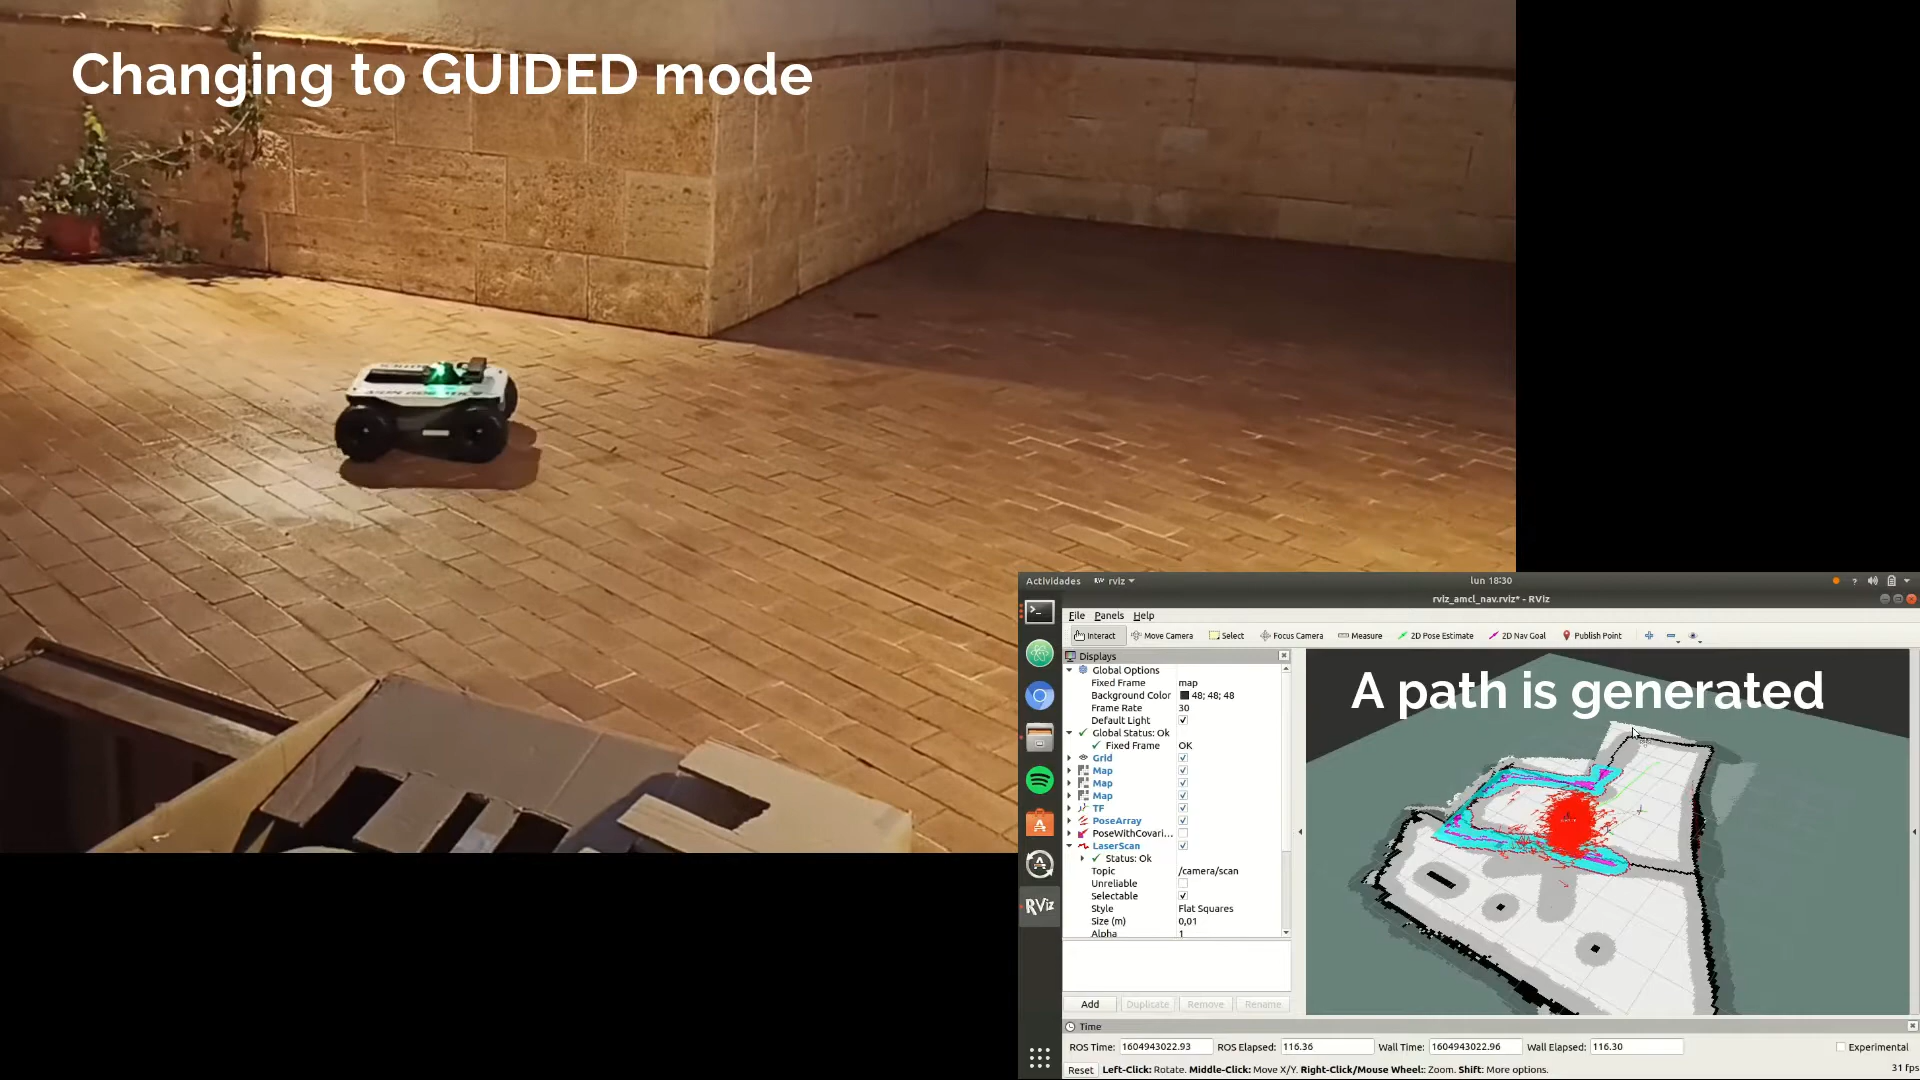 Changing to GUIDED mode
Actividades
rviz
lun 18:30
rviz_amcl_nav.rviz* - RViz
File Panels Help
Interact Move Camera Select Focus Camera Measure 2D Pose Estimate 2D Nav Goal Publish Point
Displays
Global Options
Fixed Frame map
Background Color 48; 48; 48
Frame Rate 30
Default Light
Global Status: Ok
Fixed Frame OK
Grid
Map
Map
Map
TF
PoseArray
PoseWithCovari...
LaserScan
Status: Ok
Topic /camera/scan
Unreliable
Selectable
Style Flat Squares
Size (m) 0,01
Alpha 1
A path is generated
RViz
Add Duplicate Remove Rename
Time
ROS Time: 1604943022.93 ROS Elapsed: 116.36 Wall Time: 1604943022.96 Wall Elapsed: 116.30 Experimental
Reset Left-Click: Rotate. Middle-Click: Move X/Y. Right-Click/Mouse Wheel:: Zoom. Shift: More options. 31 fps